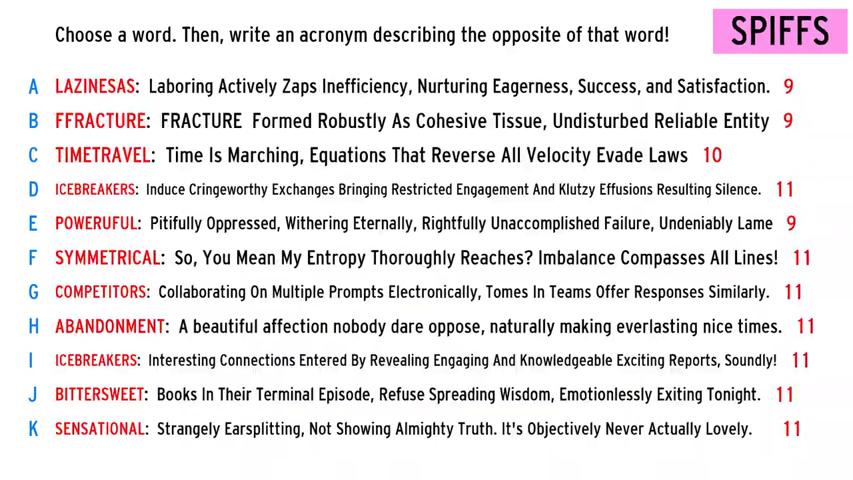 Choose a word. Then, write an acronym describing the opposite of that word!
SPIFFS
A LAZINESAS: Laboring Actively Zaps Inefficiency, Nurturing Eagerness, Success, and Satisfaction. 9
B FFRACTURE: FRACTURE Formed Robustly As Cohesive Tissue, Undisturbed Reliable Entity 9
C TIMETRAVEL: Time Is Marching, Equations That Reverse All Velocity Evade Laws 10
D ICEBREAKERS: Induce Cringeworthy Exchanges Bringing Restricted Engagement And Klutzy Effusions Resulting Silence. 11
E POWERUFUL: Pitifully Oppressed, Withering Eternally, Rightfully Unaccomplished Failure, Undeniably Lame 9
F SYMMETRICAL: So, You Mean My Entropy Thoroughly Reaches? Imbalance Compasses All Lines! 11
G COMPETITORS: Collaborating On Multiple Prompts Electronically, Tomes In Teams Offer Responses Similarly. 11
H ABANDONMENT: A beautiful affection nobody dare oppose, naturally making everlasting nice times. 11
I ICEBREAKERS: Interesting Connections Entered By Revealing Engaging And Knowledgeable Exciting Reports, Soundly! 11
J BITTERSWEET: Books In Their Terminal Episode, Refuse Spreading Wisdom, Emotionlessly Exiting Tonight. 11
K SENSATIONAL: Strangely Earsplitting, Not Showing Almighty Truth. It's Objectively Never Actually Lovely. 11